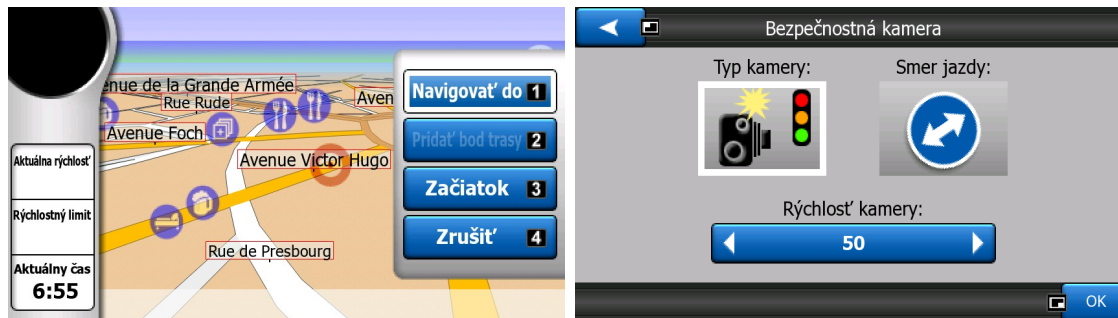 enue de la Grande Armée
Rue Rude
Aven
Avenue Foch
Avenue Victor Hugo
Rue de Presbourg
Aktuálna rýchlosť
Rýchlostný limit
Aktuálny čas
6:55
Navigovať do 1
Pridať bod trasy 2
Začiatok 3
Zrušiť 4
Bezpečnostná kamera
Typ kamery:
Smer jazdy:
Rýchlosť kamery:
50
OK